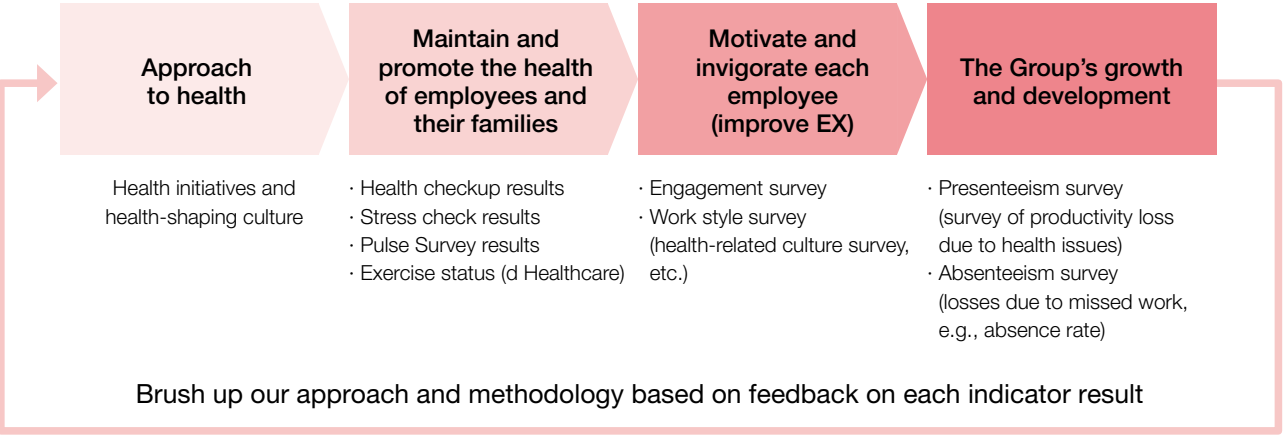 Approach
to health
Maintain and
promote the health
of employees and
their families
Motivate and
invigorate each
employee
(improve EX)
The Group's growth
and development
Health initiatives and
health-shaping culture
· Health checkup results
· Stress check results
· Pulse Survey results
· Exercise status (d Healthcare)
· Engagement survey
· Work style survey
(health-related culture survey,
etc.)
· Presenteeism survey
(survey of productivity loss
due to health issues)
· Absenteeism survey
(losses due to missed work,
e.g., absence rate)
Brush up our approach and methodology based on feedback on each indicator result